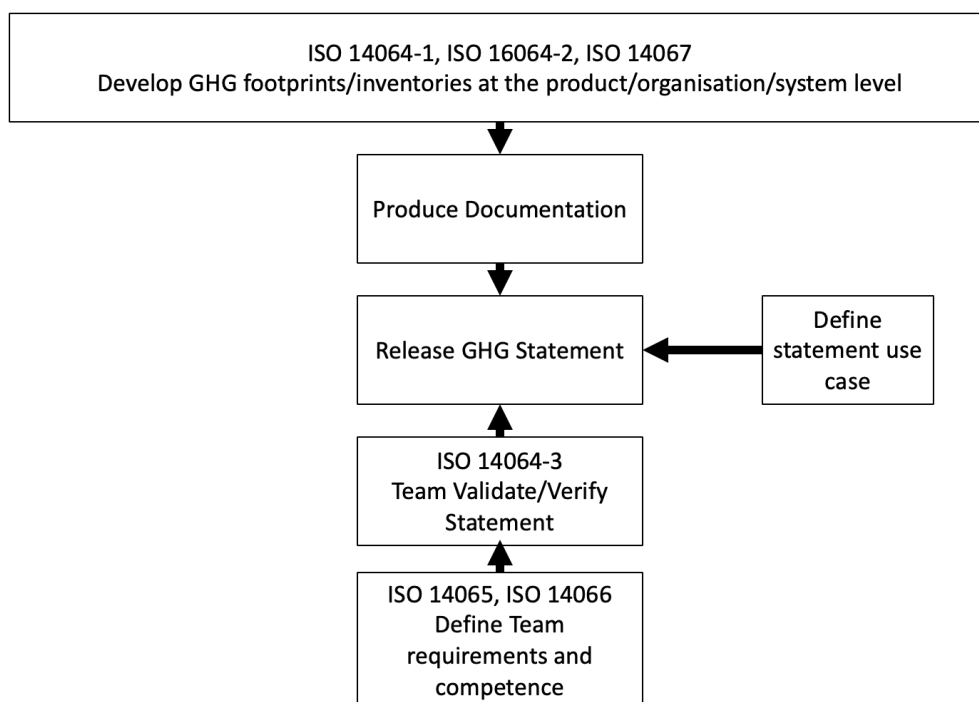 ISO 14064-1, ISO 16064-2, ISO 14067
Develop GHG footprints/inventories at the product/organisation/system level
Produce Documentation
Release GHG Statement
Define
statement use
case
ISO 14064-3
Team Validate/Verify
Statement
ISO 14065, ISO 14066
Define Team
requirements and
competence